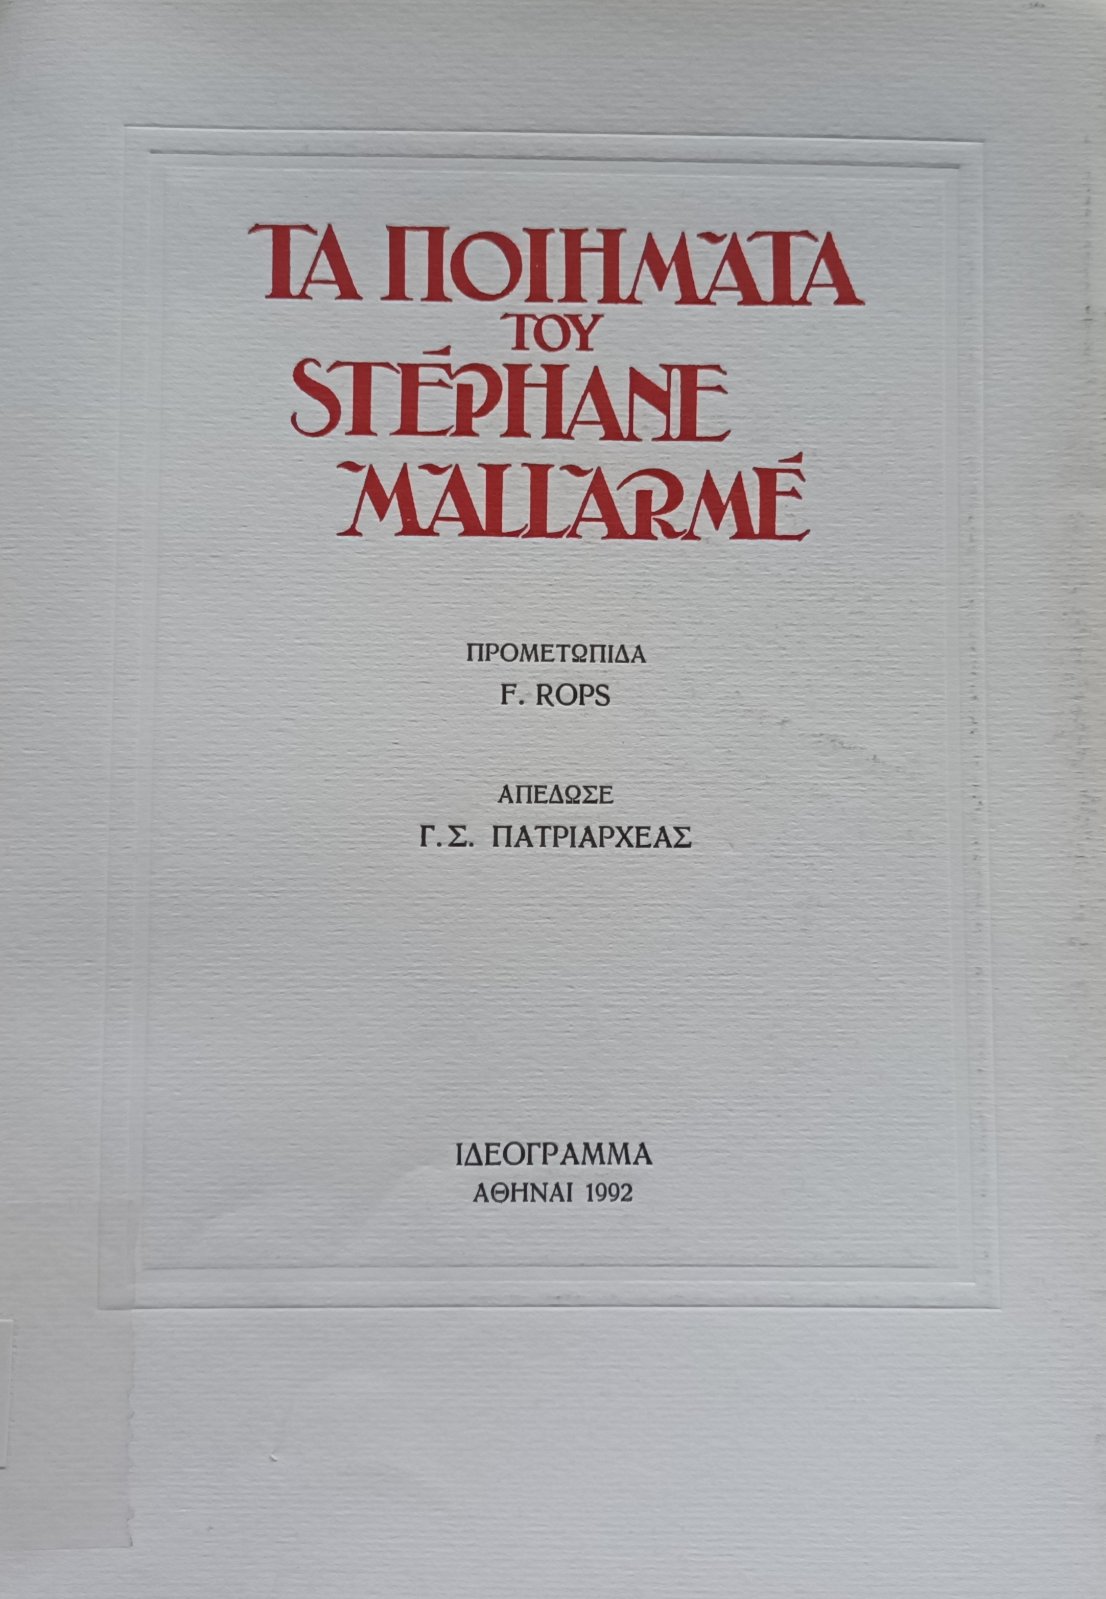 ΤΑ ΠΟΙΗΜΑΤΑ
ΤΟΥ
STÉPHANE
MALLARMÉ
ΠΡΟΜΕΤΩΠΙΔΑ
F. ROPS
ΑΠΕΔΩΣΕ
Γ.Σ. ΠΑΤΡΙΑΡΧΕΑΣ
ΙΔΕΟΓΡΑΜΜΑ
ΑΘΗΝΑΙ 1992